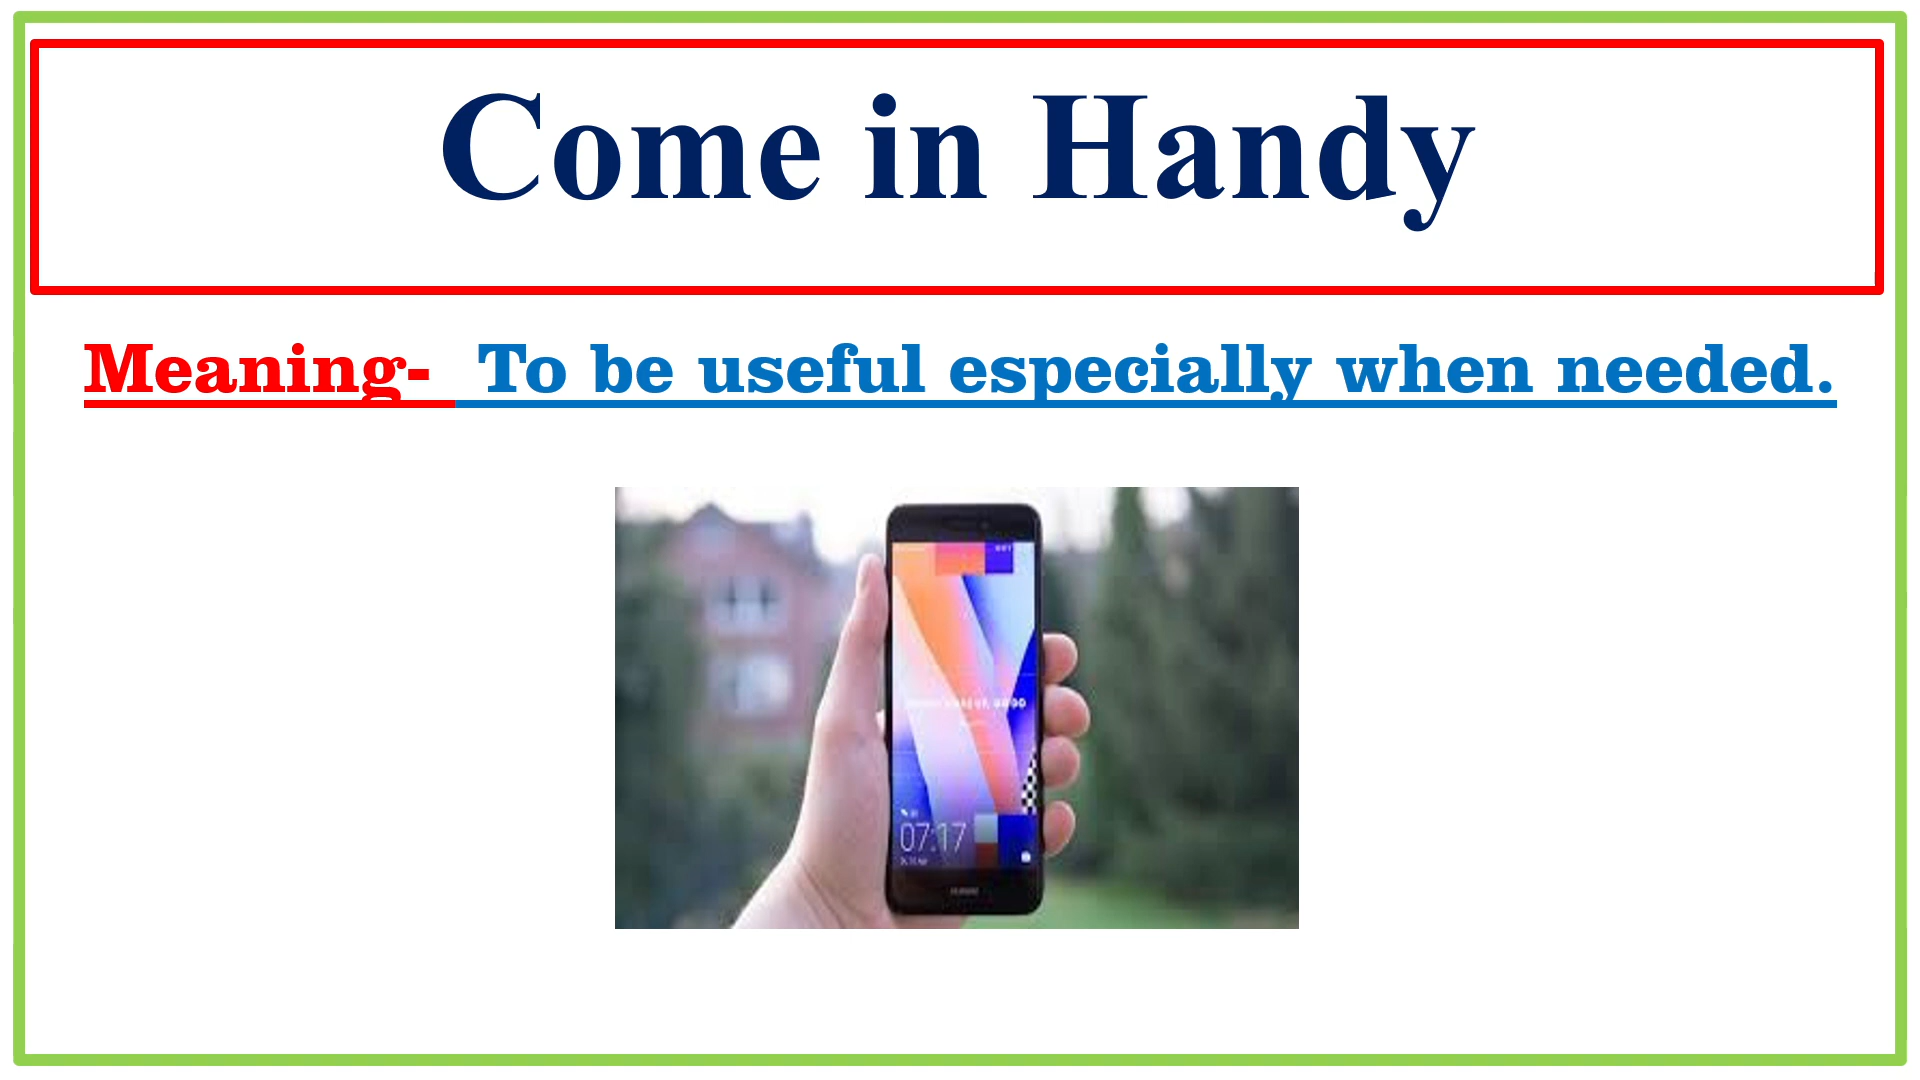 Come in Handy
Meaning-  To be useful especially when needed.
07:17